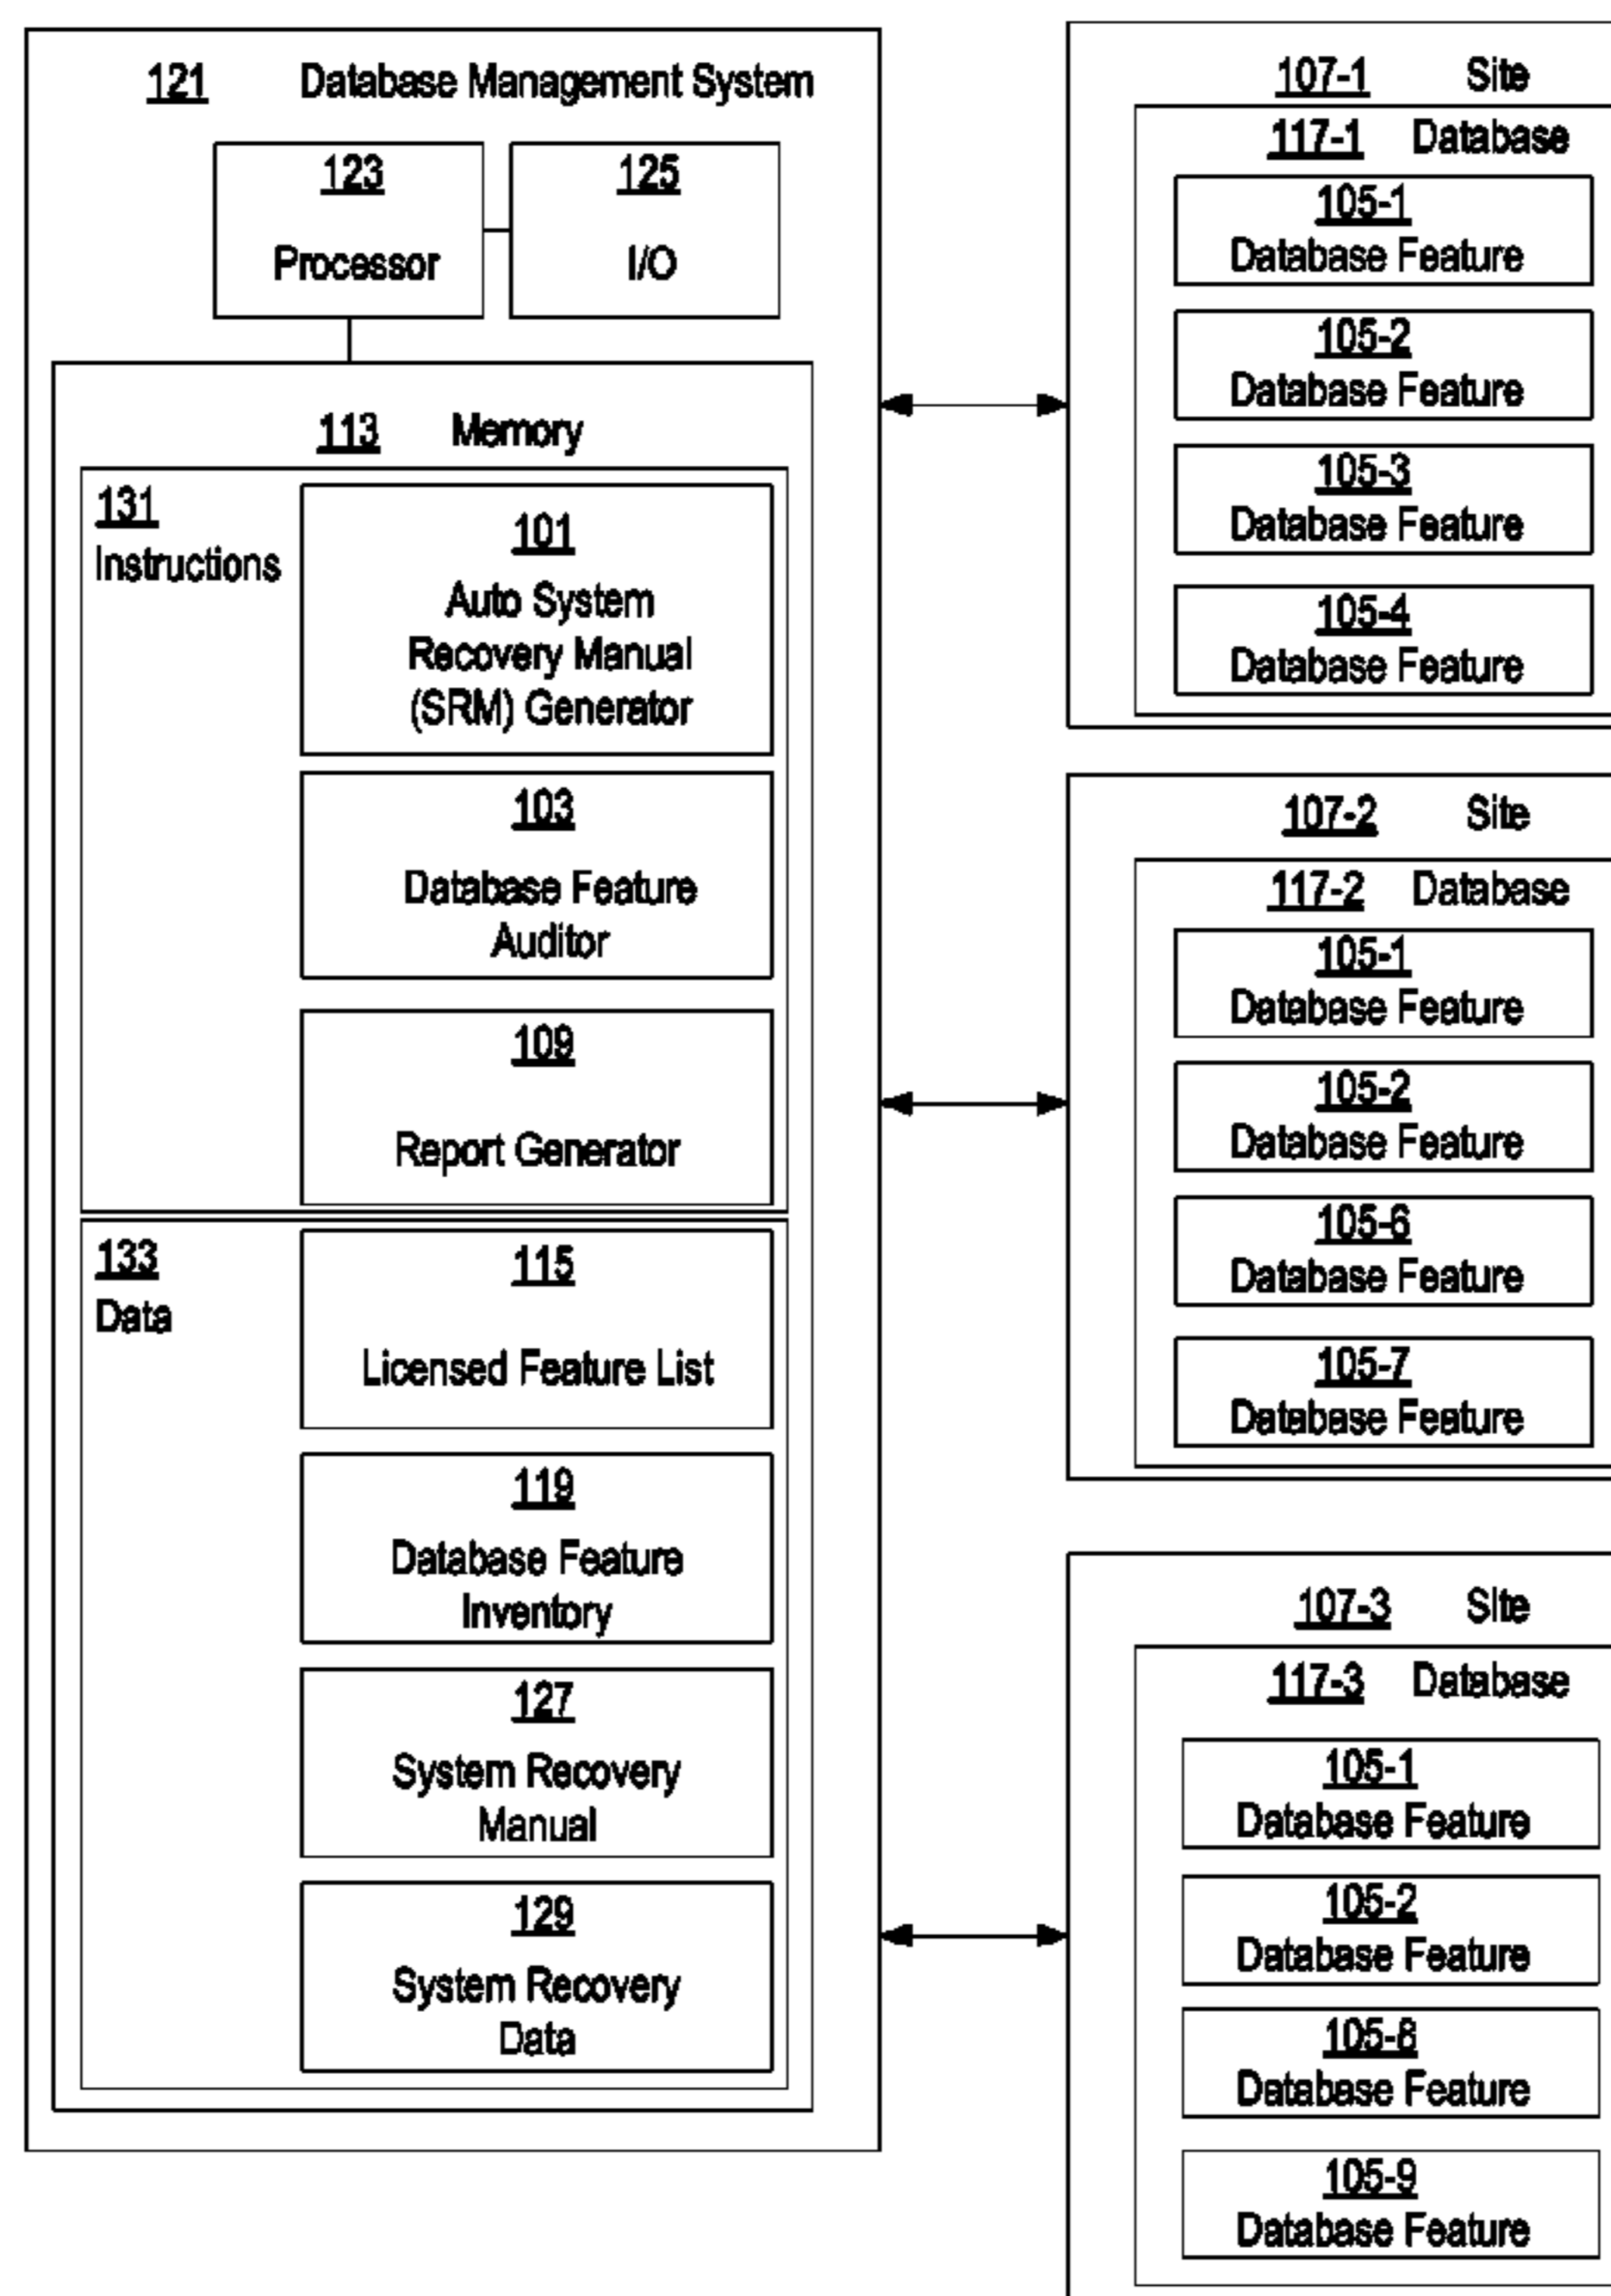 121 Database Management System
123
Processor
125
I/O
113 Memory
131
Instructions
101
Auto System
Recovery Manual
(SRM) Generator
103
Database Feature
Auditor
109
Report Generator
133
Data
115
Licensed Feature List
119
Database Feature
Inventory
127
System Recovery
Manual
129
System Recovery
Data
107-1 Site
117-1 Database
105-1
Database Feature
105-2
Database Feature
105-3
Database Feature
105-4
Database Feature
107-2 Site
117-2 Database
105-1
Database Feature
105-2
Database Feature
105-6
Database Feature
105-7
Database Feature
107-3 Site
117-3 Database
105-1
Database Feature
105-2
Database Feature
105-8
Database Feature
105-9
Database Feature